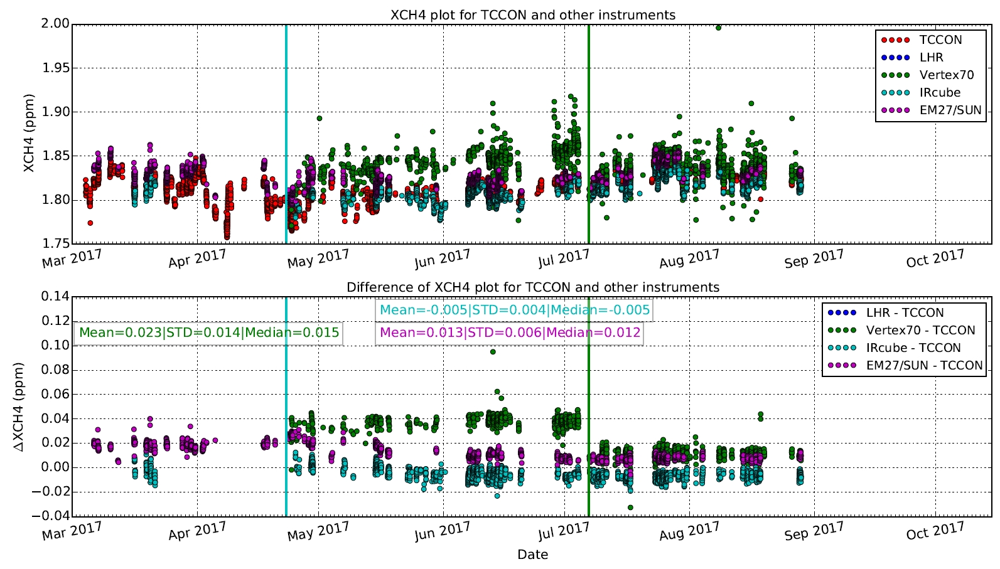 XCH4 plot for TCCON and other instruments
XCH4 (ppm)
2.00
1.95
1.90
1.85
1.80
1.75
TCCON
LHR
Vertex70
IRcube
EM27/SUN
Mar 2017
Apr 2017
May 2017
Jun 2017
Jul 2017
Aug 2017
Sep 2017
Oct 2017
Difference of XCH4 plot for TCCON and other instruments
ΔXCH4 (ppm)
0.14
0.12
0.10
0.08
0.06
0.04
0.02
0.00
−0.02
−0.04
Mean=-0.005|STD=0.004|Median=-0.005
Mean=0.023|STD=0.014|Median=0.015
Mean=0.013|STD=0.006|Median=0.012
LHR - TCCON
Vertex70 - TCCON
IRcube - TCCON
EM27/SUN - TCCON
Mar 2017
Apr 2017
May 2017
Jun 2017
Jul 2017
Aug 2017
Sep 2017
Oct 2017
Date